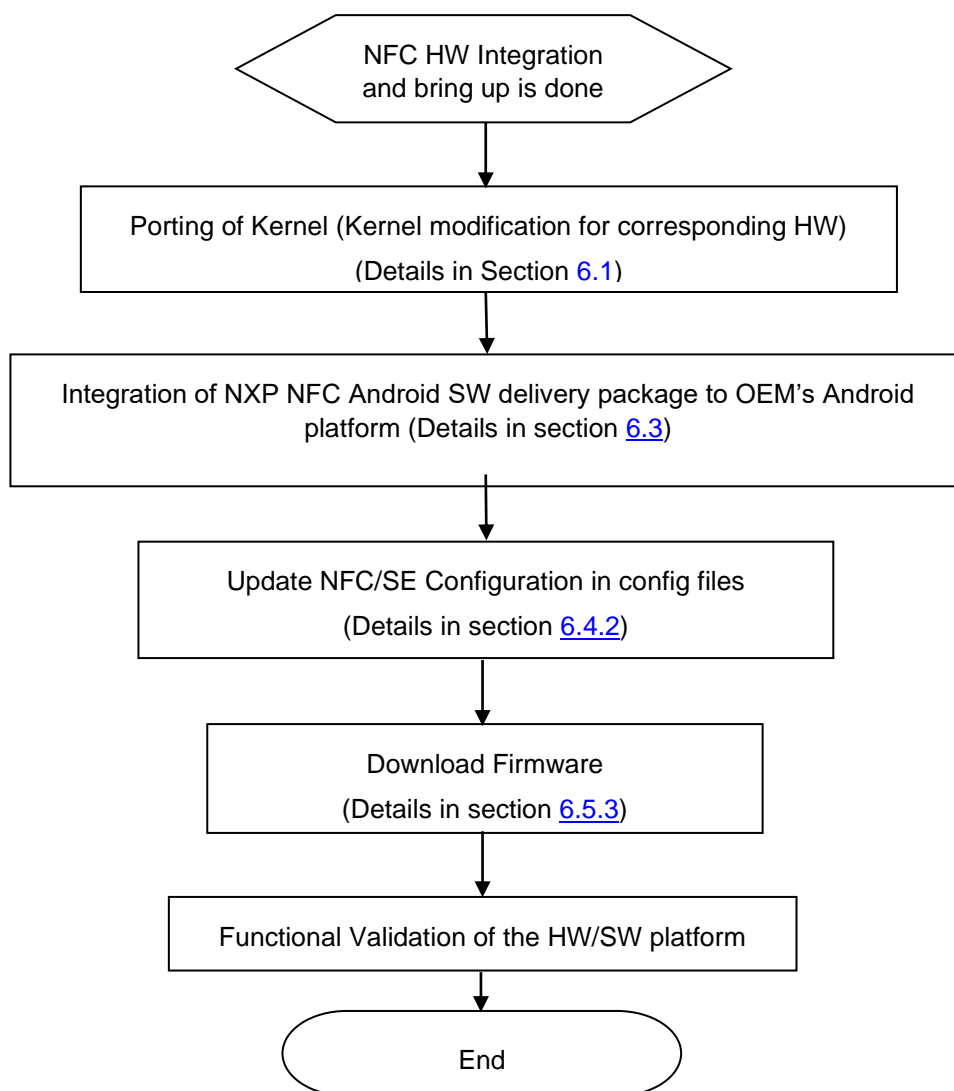 NFC HW Integration
and bring up is done
Porting of Kernel (Kernel modification for corresponding HW)
(Details in Section 6.1)
Integration of NXP NFC Android SW delivery package to OEM's Android
platform (Details in section 6.3)
Update NFC/SE Configuration in config files
(Details in section 6.4.2)
Download Firmware
(Details in section 6.5.3)
Functional Validation of the HW/SW platform
End